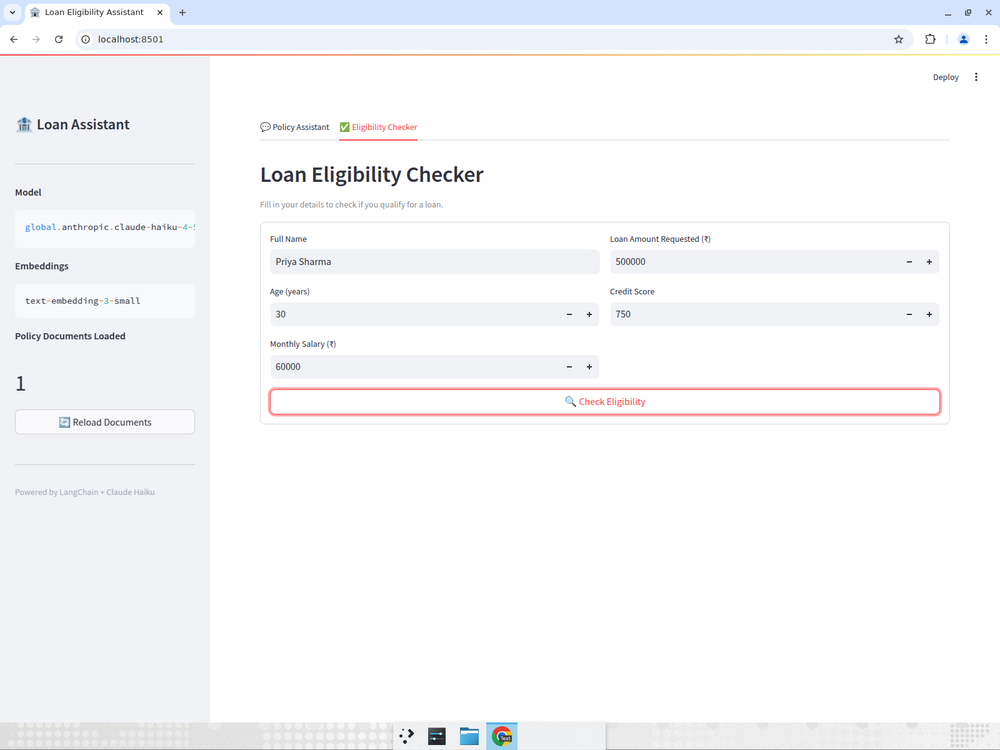 Loan Eligibility Assistant
localhost:8501
Deploy
Loan Assistant
Model
global.anthropic.claude-haiku-4-5
Embeddings
text-embedding-3-small
Policy Documents Loaded
1
Reload Documents
Powered by LangChain + Claude Haiku
Policy Assistant
Eligibility Checker
Loan Eligibility Checker
Fill in your details to check if you qualify for a loan.
Full Name
Priya Sharma
Loan Amount Requested (₹)
500000
Age (years)
30
Credit Score
750
Monthly Salary (₹)
60000
Check Eligibility
Test